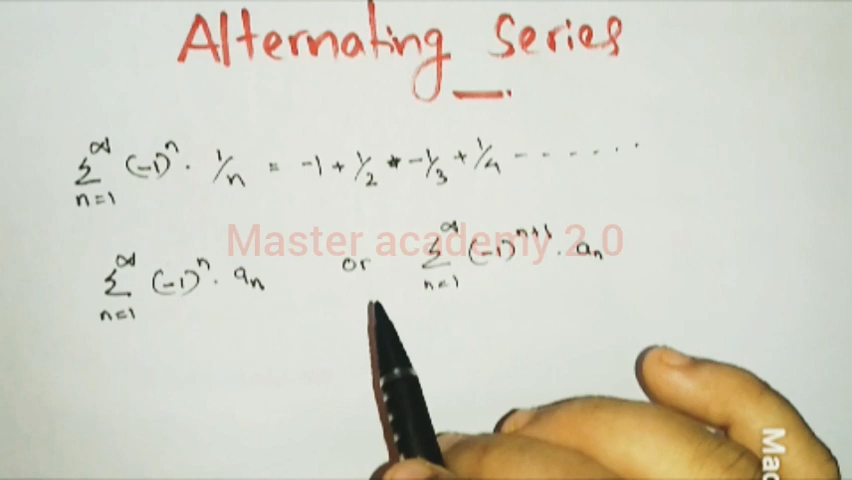 Alternating Series
∞ Σ n=1 (-1)^n · 1/n = -1 + 1/2 * -1/3 + 1/4 - - - - ....
Master academy 2.0
∞ Σ n=1 (-1)^n · a_n or ∞ Σ n=1 (-1)^{n+1} · a_n